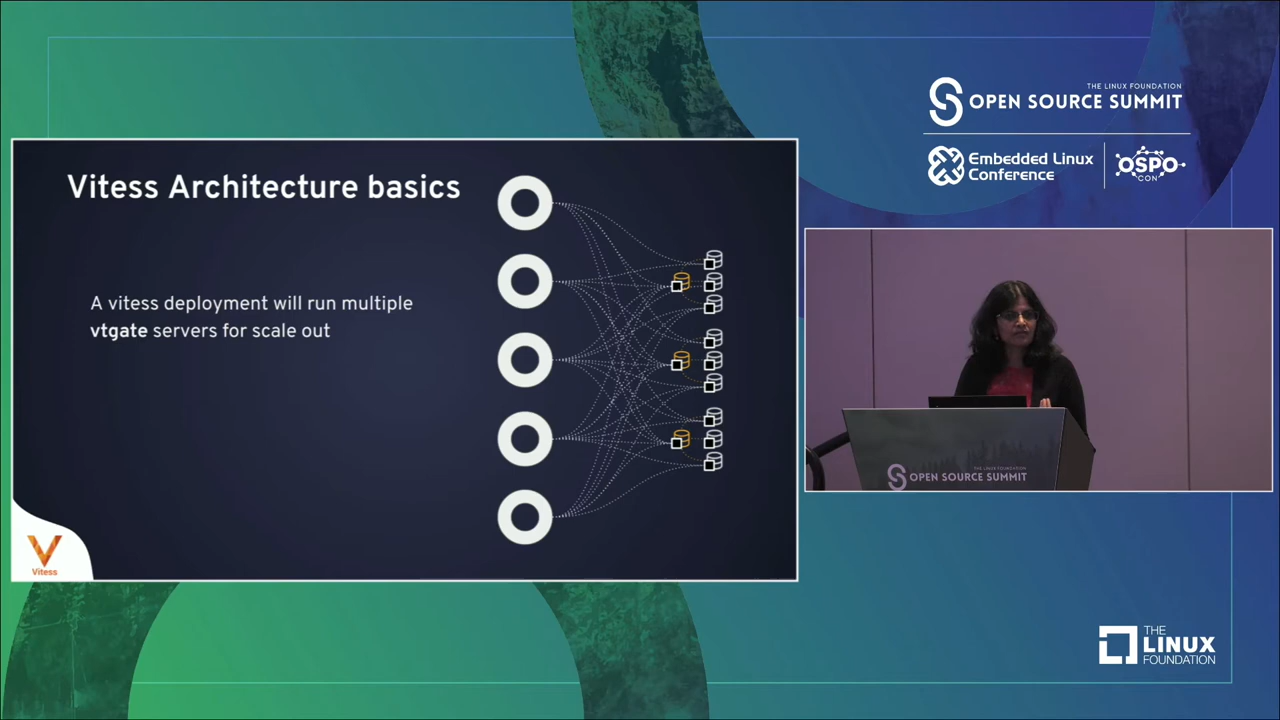 THE LINUX FOUNDATION
OPEN SOURCE SUMMIT
Embedded Linux
Conference
OSPO
CON
Vitess Architecture basics
A vitess deployment will run multiple
vtgate servers for scale out
Vitess
THE LINUX FOUNDATION
OPEN SOURCE SUMMIT
THE
LINUX
FOUNDATION